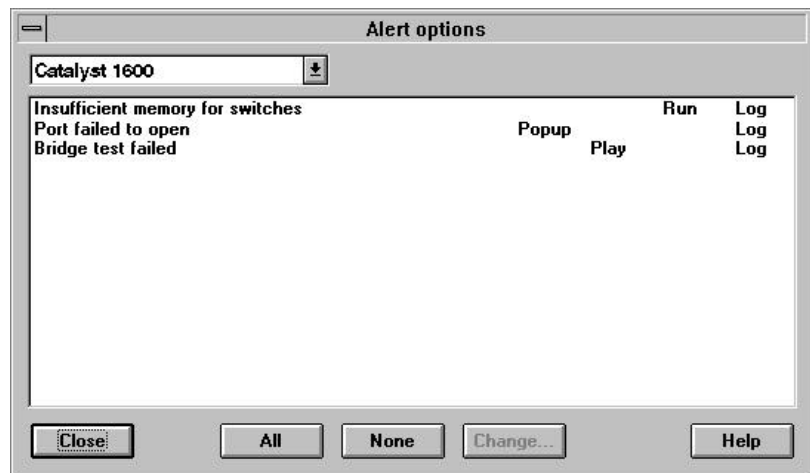 Alert options
Catalyst 1600
Insufficient memory for switches Run Log
Port failed to open Popup Log
Bridge test failed Play Log
Close All None Change... Help